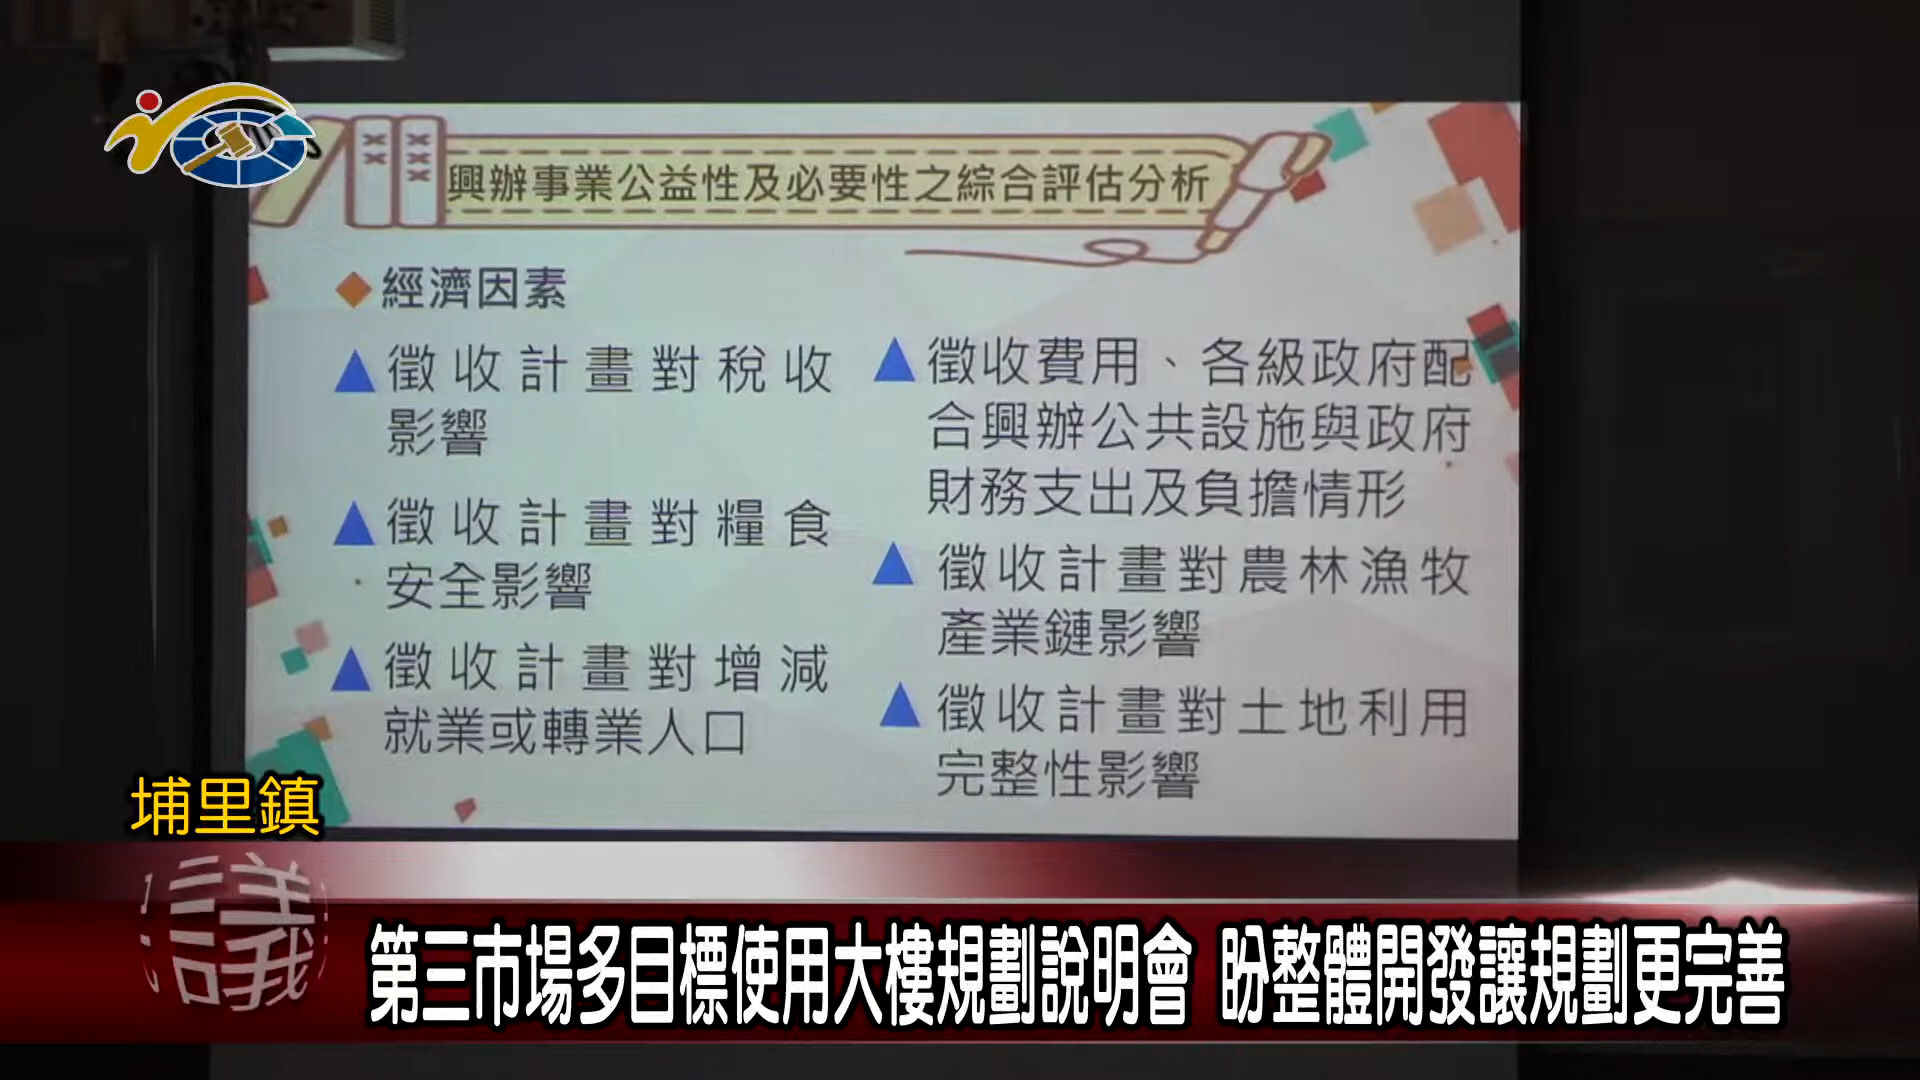 興辦事業公益性及必要性之綜合評估分析
經濟因素
徵收計畫對稅收
影響
徵收計畫對糧食
安全影響
徵收計畫對增減
就業或轉業人口
徵收費用、各級政府配
合興辦公共設施與政府
財務支出及負擔情形
徵收計畫對農林漁牧
產業鏈影響
徵收計畫對土地利用
完整性影響
埔里鎮
議
第三市場多目標使用大樓規劃說明會 盼整體開發讓規劃更完善